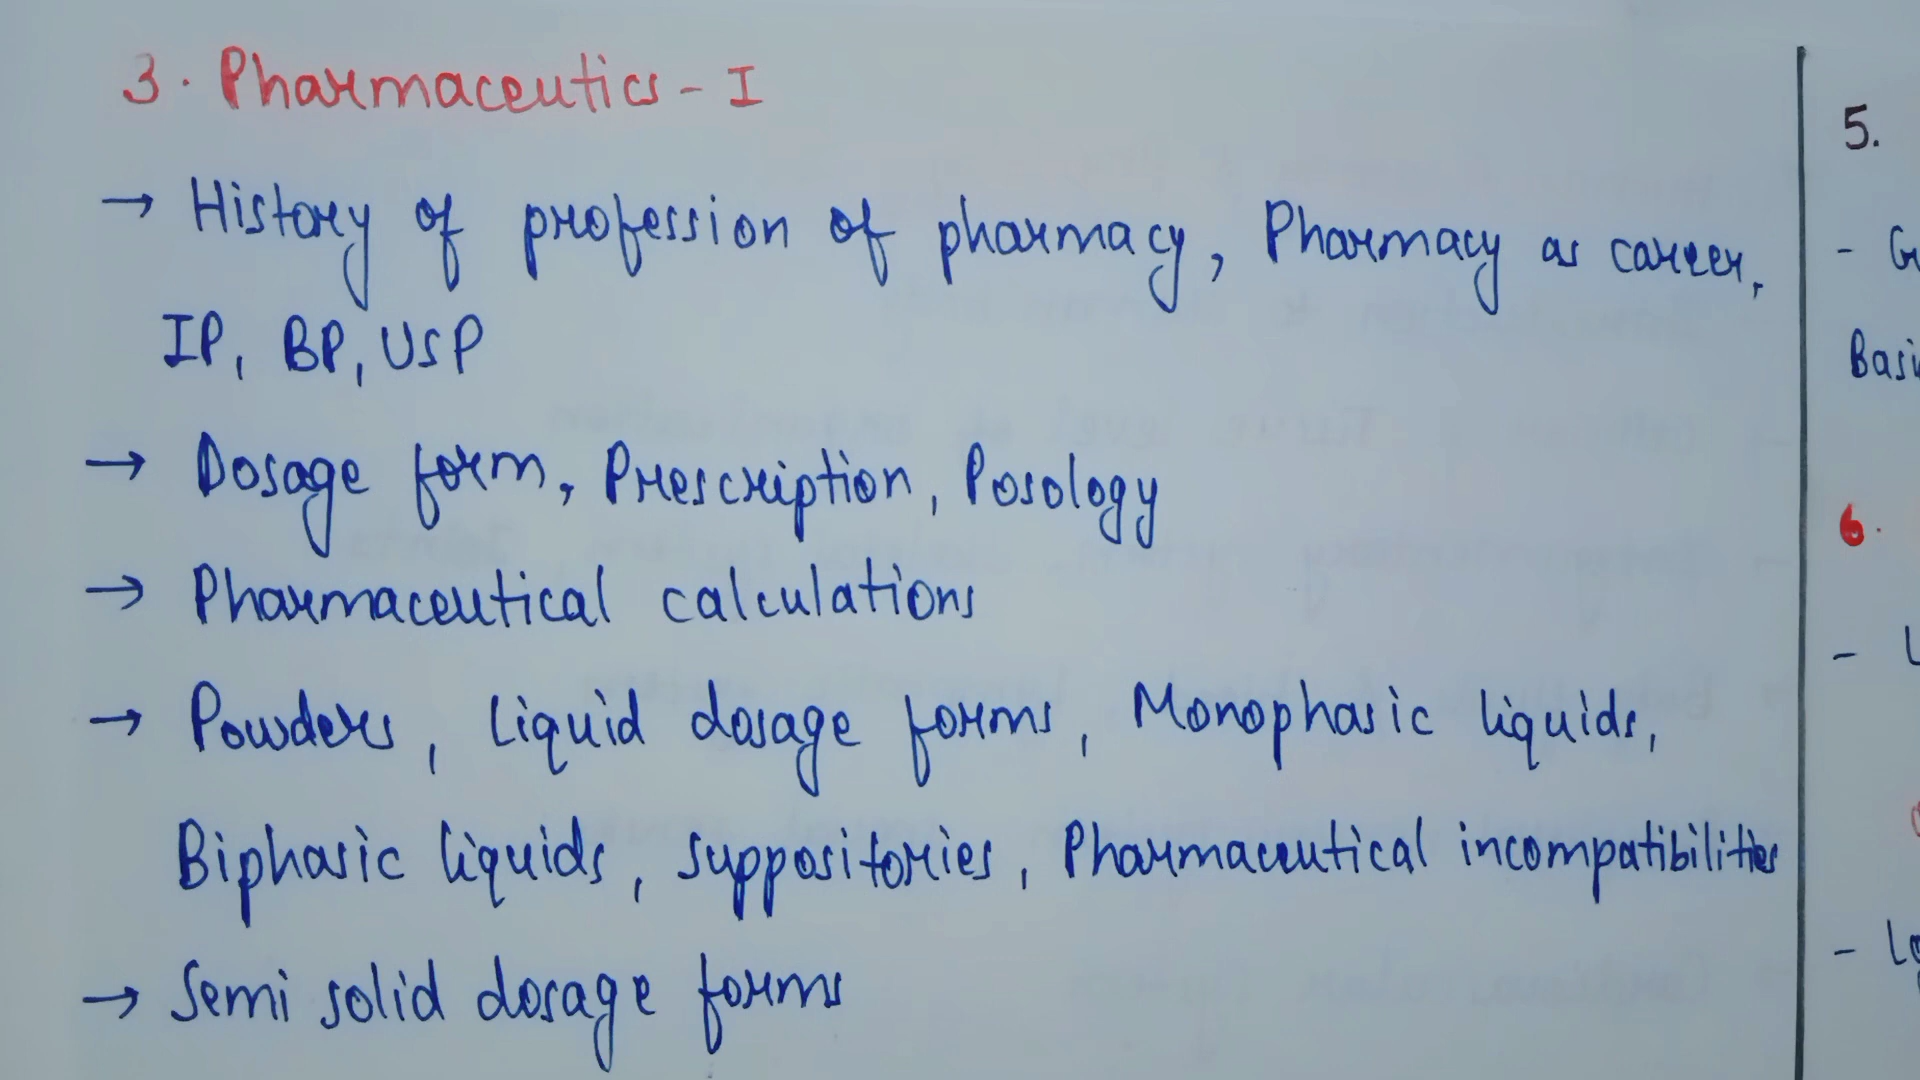 3. Pharmaceutics - I
→ History of profession of pharmacy, Pharmacy as career,
IP, BP, USP
→ Dosage form, Prescription, Posology
→ Pharmaceutical calculations
→ Powders, liquid dosage forms, Monophasic liquids,
Biphasic liquids, suppositories, Pharmaceutical incompatibilities
→ Semi solid dosage forms
5.
6.